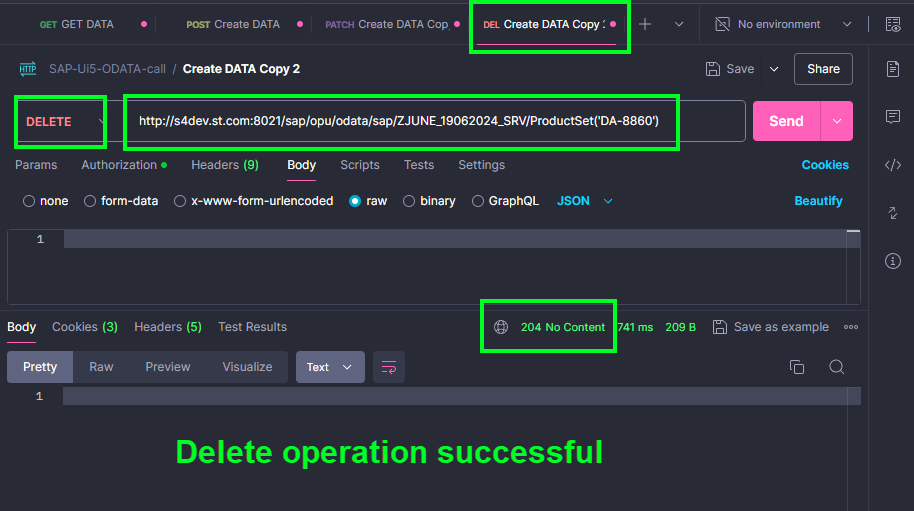 GET GET DATA POST Create DATA PATCH Create DATA Cop DEL Create DATA Copy No environment
HTTP SAP-Ui5-ODATA-call / Create DATA Copy 2 Save Share
DELETE http://s4dev.st.com:8021/sap/opu/odata/sap/ZJUNE_19062024_SRV/ProductSet('DA-8860') Send
Params Authorization Headers (9) Body Scripts Tests Settings Cookies
none form-data x-www-form-urlencoded raw binary GraphQL JSON Beautify
1
Body Cookies (3) Headers (5) Test Results 204 No Content 741 ms 209 B Save as example
Pretty Raw Preview Visualize Text
1
Delete operation successful